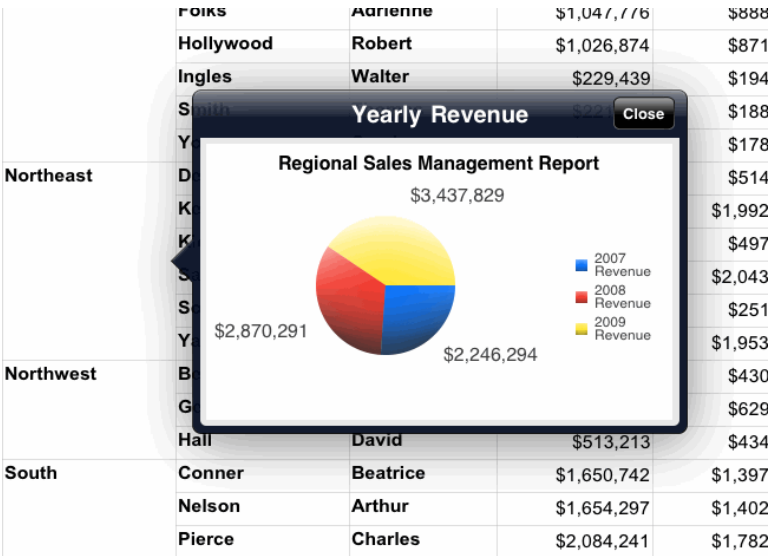 Folks Adrienne $1,047,776 $888
Hollywood Robert $1,026,874 $871
Ingles Walter $229,439 $194
Smith $188
$178
Yearly Revenue Close
Regional Sales Management Report
$3,437,829
2007
Revenue
2008
Revenue
2009
Revenue
$2,870,291
$2,246,294
Northeast $514
$1,992
$497
$2,043
$251
$1,953
Northwest $430
$629
Hall David $513,213 $434
South Conner Beatrice $1,650,742 $1,397
Nelson Arthur $1,654,297 $1,402
Pierce Charles $2,084,241 $1,782